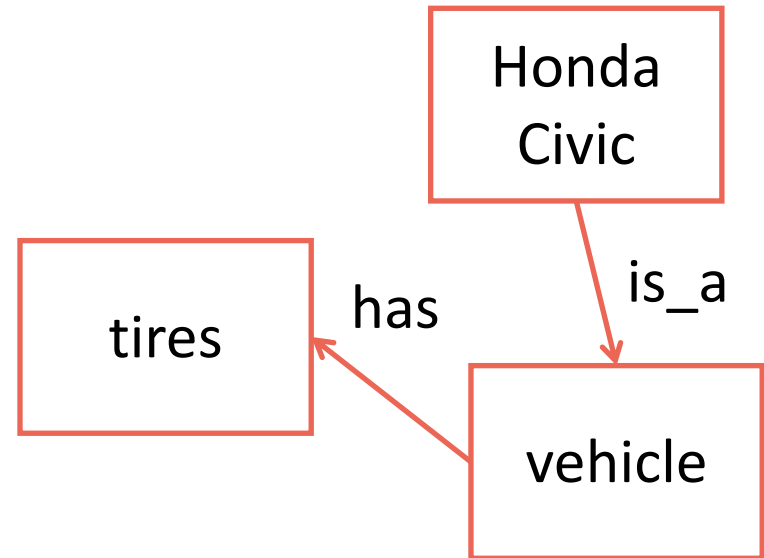 Honda
Civic
is_a
has
tires
vehicle